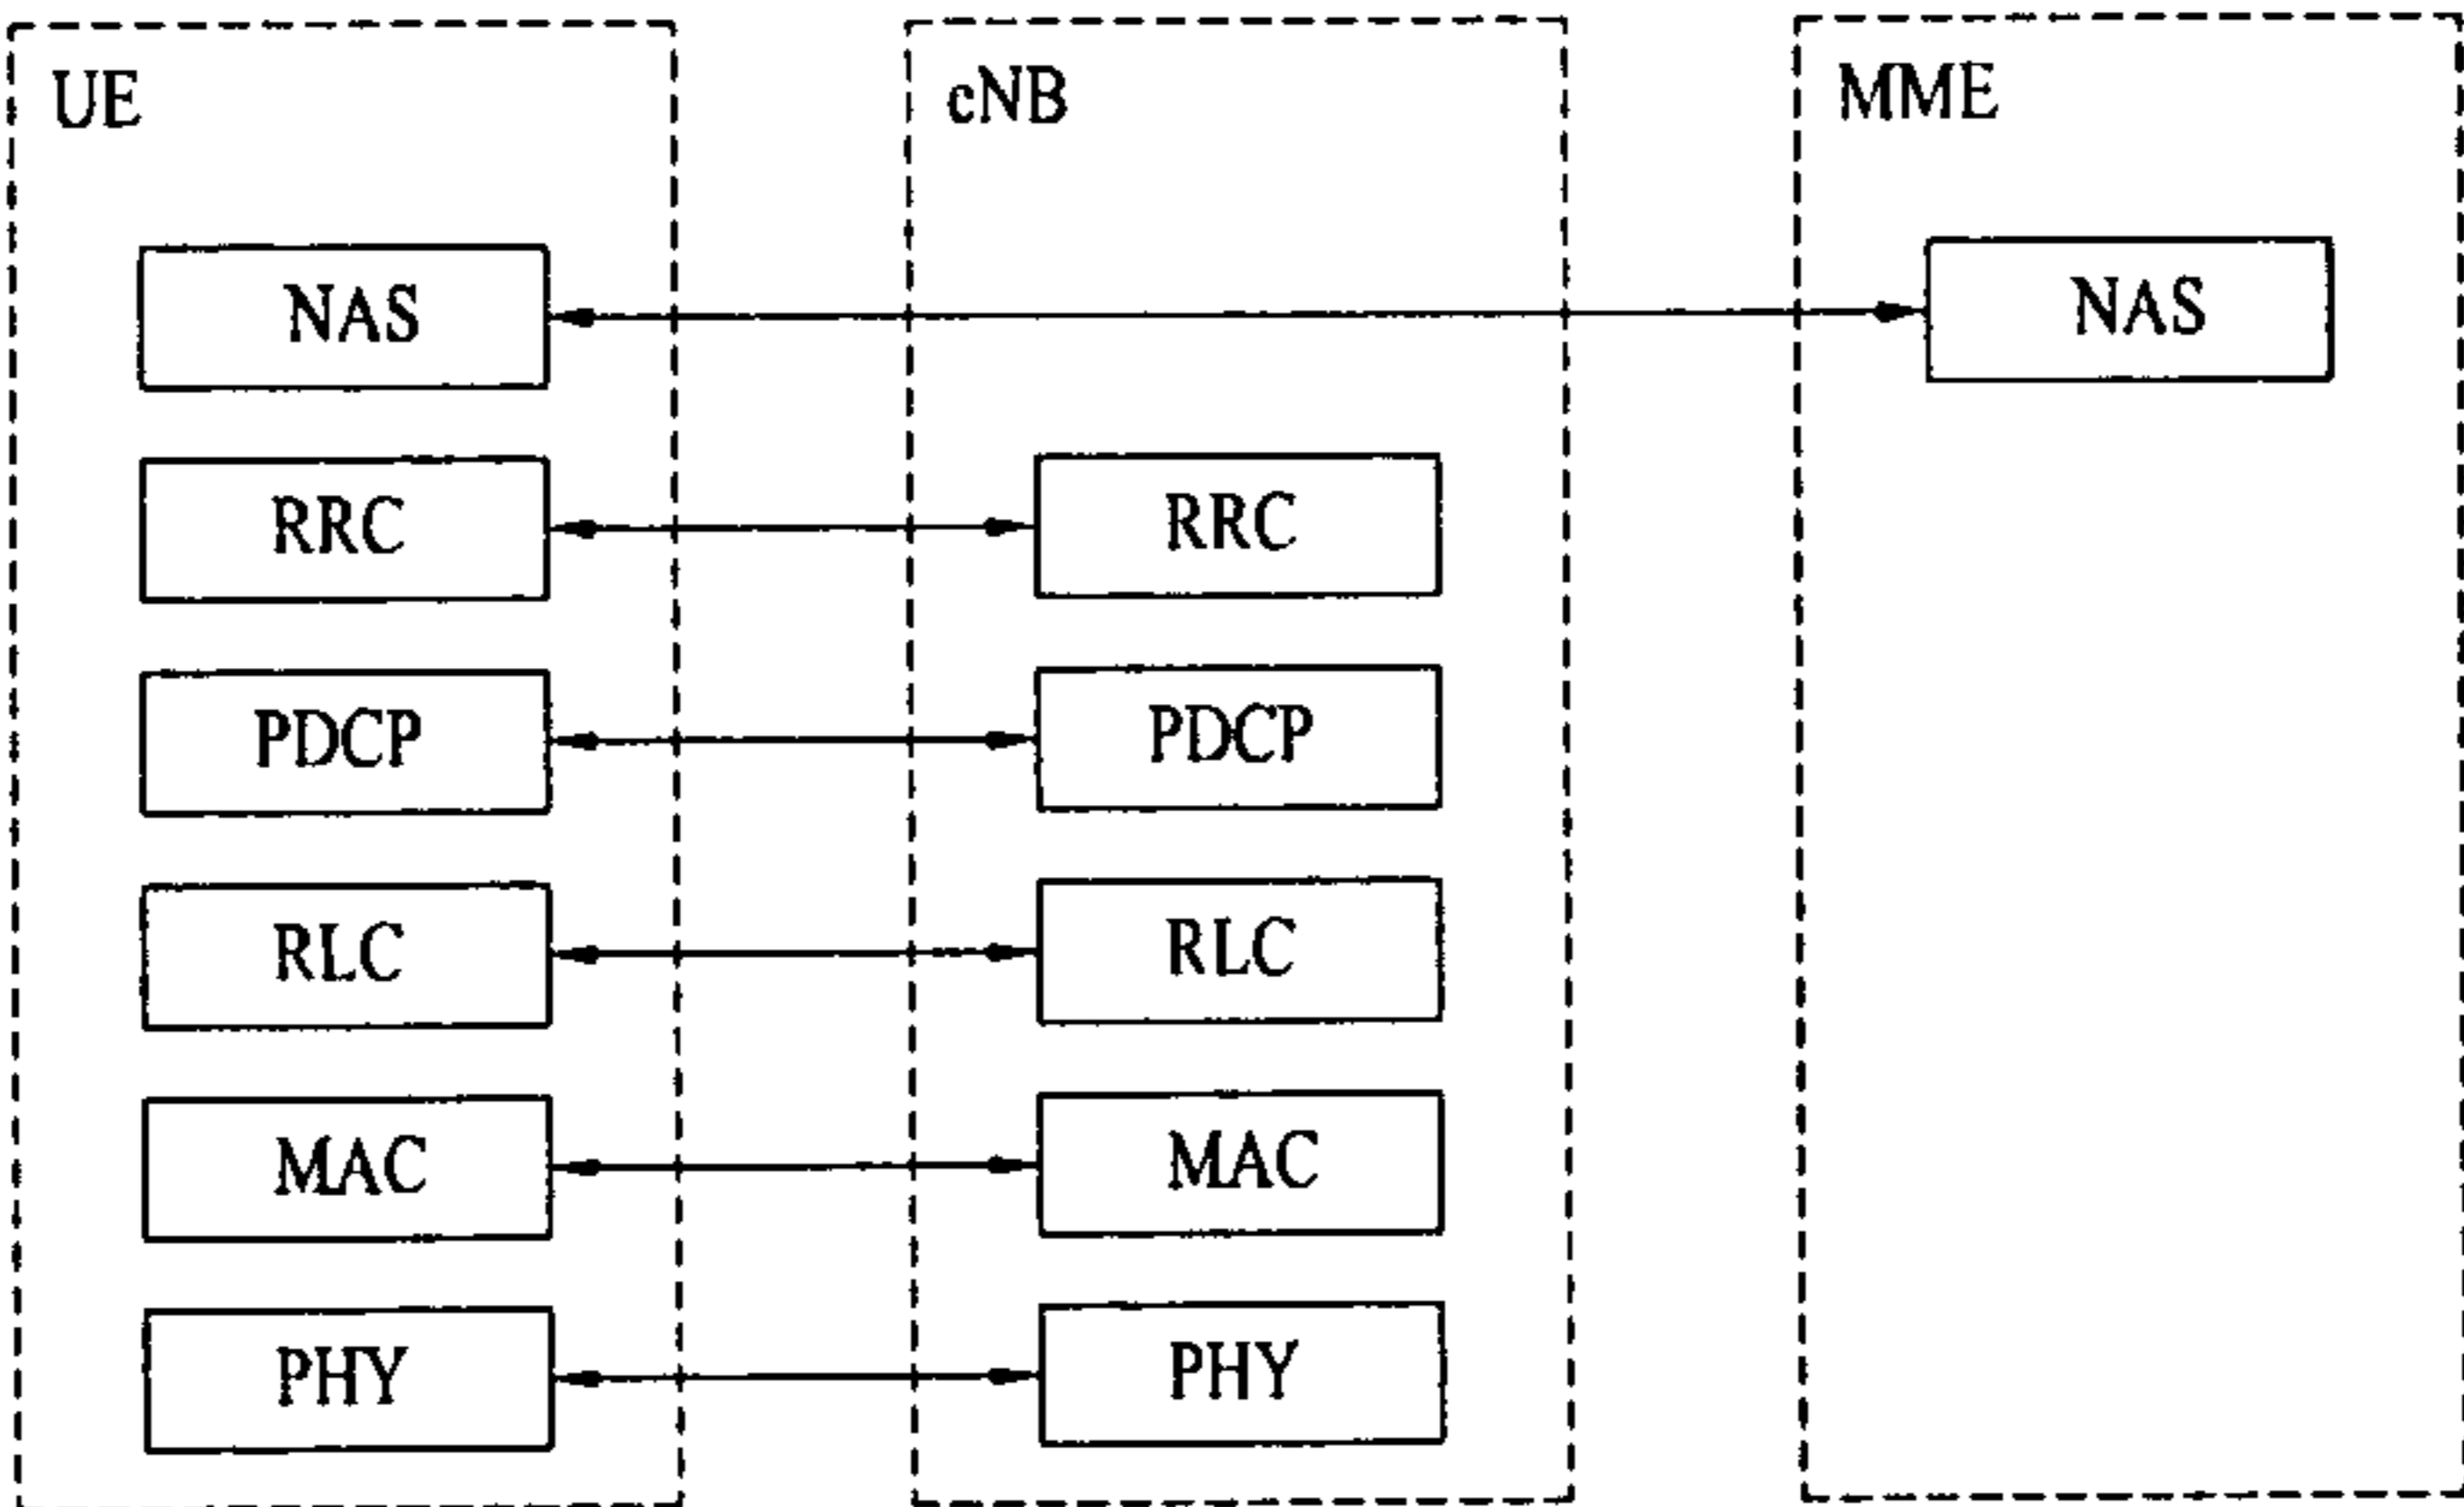 UE cNB MME
NAS NAS
RRC RRC
PDCP PDCP
RLC RLC
MAC MAC
PHY PHY